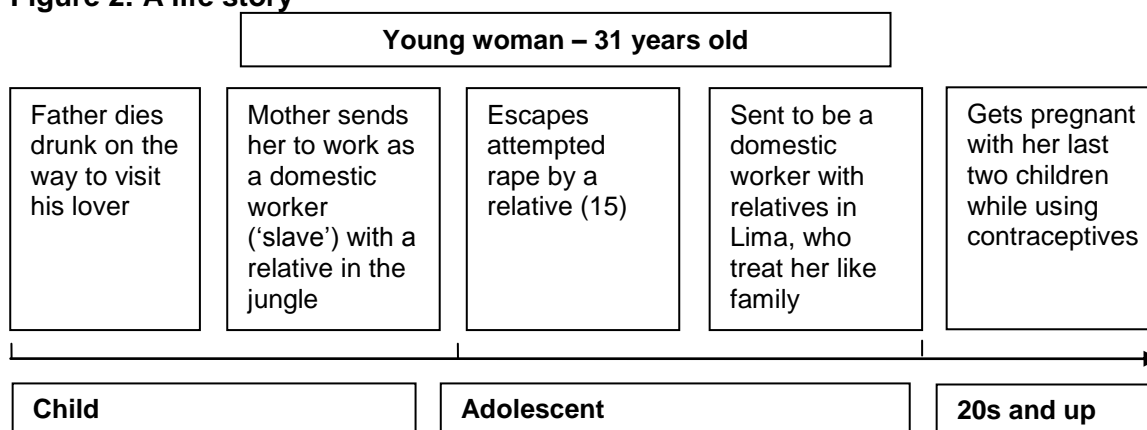 Figure 2: A life story
Young woman – 31 years old
Father dies
drunk on the
way to visit
his lover
Mother sends
her to work as
a domestic
worker
(‘slave’) with a
relative in the
jungle
Escapes
attempted
rape by a
relative (15)
Sent to be a
domestic
worker with
relatives in
Lima, who
treat her like
family
Gets pregnant
with her last
two children
while using
contraceptives
Child
Adolescent
20s and up